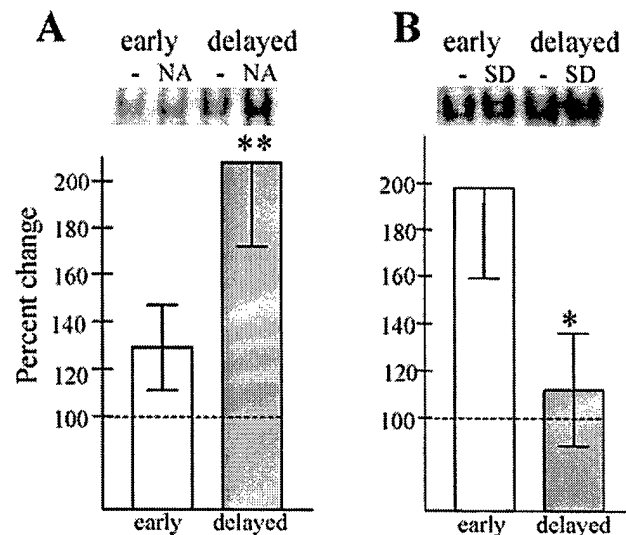 A
early delayed
- NA - NA
**
200
180
160
140
120
100
Percent change
early delayed
B
early delayed
- SD - SD
*
200
180
160
140
120
100
early delayed